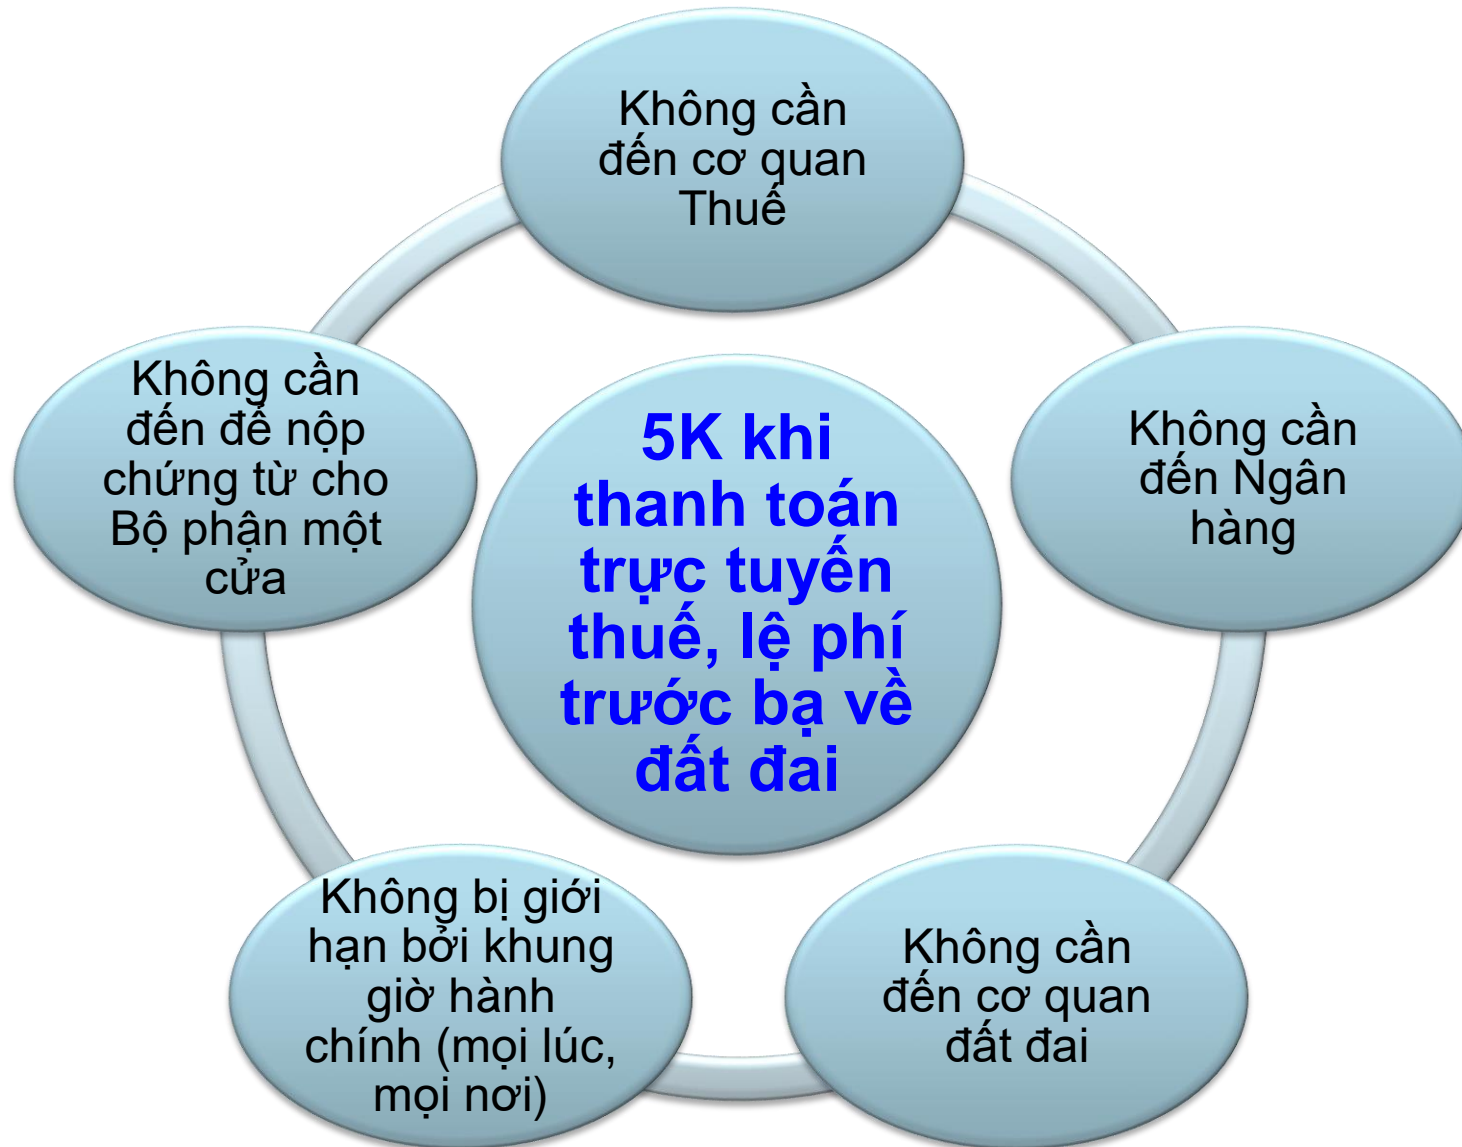 Không cần
đến cơ quan
Thuế
Không cần
đến để nộp
chứng từ cho
Bộ phận một
cửa
5K khi
thanh toán
trực tuyến
thuế, lệ phí
trước bạ về
đất đai
Không cần
đến Ngân
hàng
Không bị giới
hạn bởi khung
giờ hành
chính (mọi lúc,
mọi nơi)
Không cần
đến cơ quan
đất đai